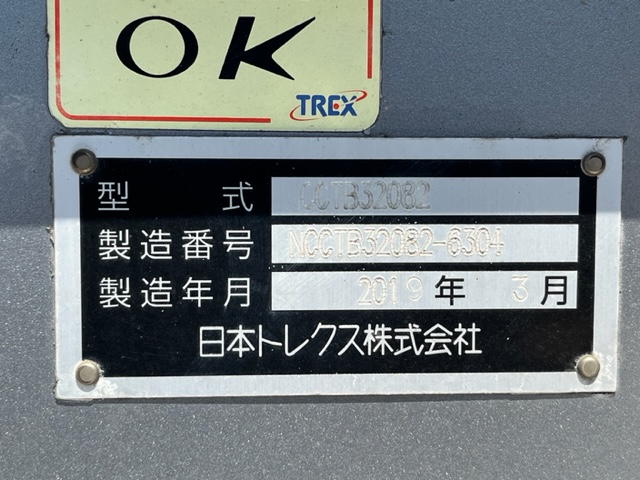 OK
TREX
型式 CCTB32082
製造番号 NCCTB32082-6304
製造年月 2019年 3月
日本トレクス株式会社